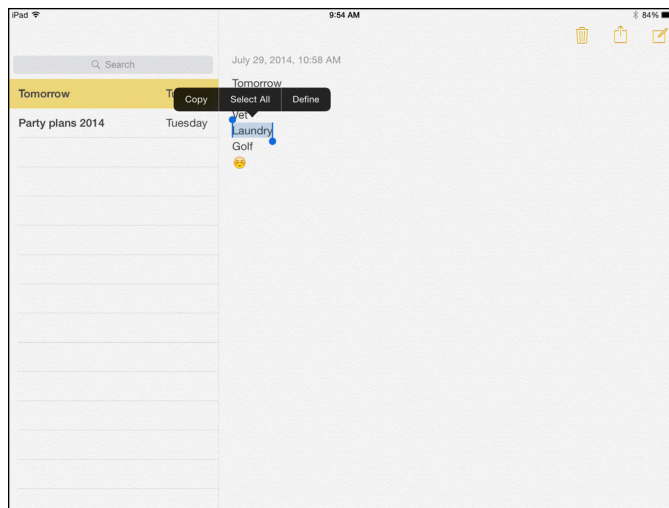 iPad 9:54 AM 84%
Search
July 29, 2014, 10:58 AM
Tomorrow
Tomorrow
Copy Select All Define
Vet
Party plans 2014 Tuesday
Laundry
Golf